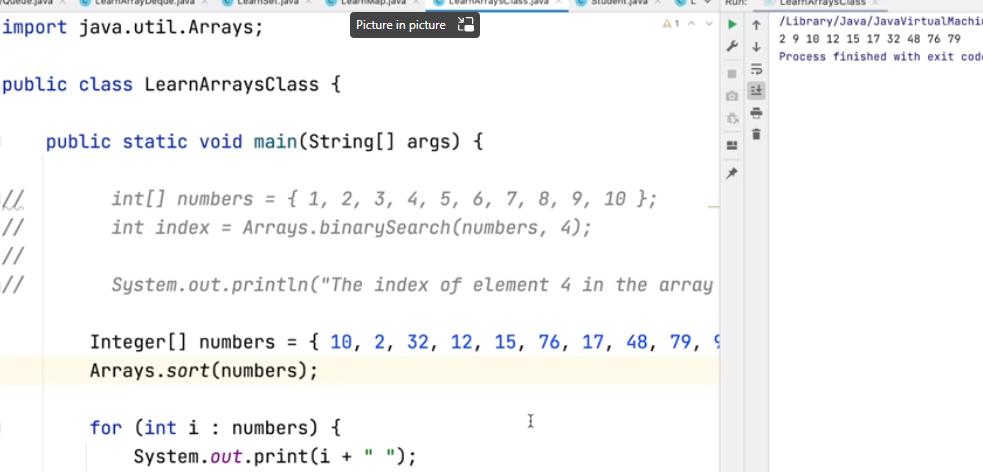 Queue.java LearnArrayDeque.java LearnSet.java LearnMap.java LearnArraysClass.java Student.java Run: LearnArraysClass
Picture in picture
import java.util.Arrays;
1
public class LearnArraysClass {
public static void main(String[] args) {
// int[] numbers = { 1, 2, 3, 4, 5, 6, 7, 8, 9, 10 };
// int index = Arrays.binarySearch(numbers, 4);
//
// System.out.println("The index of element 4 in the array
Integer[] numbers = { 10, 2, 32, 12, 15, 76, 17, 48, 79, 9
Arrays.sort(numbers);
for (int i : numbers) {
System.out.print(i + " ");
/Library/Java/JavaVirtualMachin
2 9 10 12 15 17 32 48 76 79
Process finished with exit code